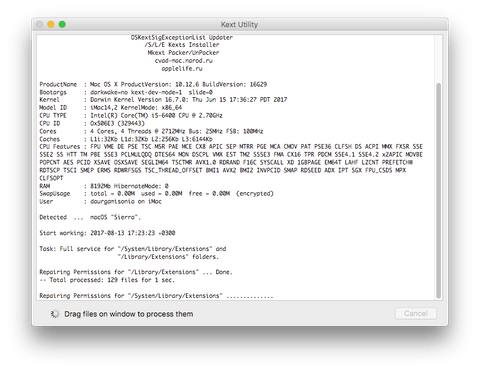 Kext Utility
OSKextSigExceptionList Updater
/S/L/E Kexts Installer
Mkext Packer/UnPacker
cvad-mac.narod.ru
applelife.ru
ProductName : Mac OS X ProductVersion: 10.12.6 BuildVersion: 16G29
Bootargs : darkwake=no kext-dev-mode=1 slide=0
Kernel : Darwin Kernel Version 16.7.0: Thu Jun 15 17:36:27 PDT 2017
Model ID : iMac14,2 KernelMode: x86_64
CPU TYPE : Intel(R) Core(TM) i5-6400 CPU @ 2.70GHz
CPU ID : 0x506E3 (329443)
Cores : 4 Cores, 4 Threads @ 2712MHz Bus: 25MHz FSB: 100MHz
Caches : L1i:32Kb L1d:32Kb L2:256Kb L3:6144Kb
CPU Features : FPU VME DE PSE TSC MSR PAE MCE CX8 APIC SEP MTRR PGE MCA CMOV PAT PSE36 CLFSH DS ACPI MMX FXSR SSE
SSE2 SS HTT TM PBE SSE3 PCLMULQDQ DTES64 MON DSCPL VMX EST TM2 SSSE3 FMA CX16 TPR PDCM SSE4.1 SSE4.2 x2APIC MOVBE
POPCNT AES PCID XSAVE OSXSAVE SEGLIM64 TSCTMR AVX1.0 RDRAND F16C SYSCALL XD 1GBPAGE EM64T LAHF LZCNT PREFETCHW
RDTSCP TSCI SMEP ERMS RDWRFSGS TSC_THREAD_OFFSET BMI1 AVX2 BMI2 INVPCID SMAP RDSEED ADX IPT SGX FPU_CSDS MPX
CLFSOPT
RAM : 8192Mb HibernateMode: 0
SwapUsage : total = 0.00M used = 0.00M free = 0.00M (encrypted)
User : daurganisonia on iMac
Detected ... macOS "Sierra".
Start working: 2017-08-13 17:23:23 +0300
Task: Full service for "/System/Library/Extensions" and
"/Library/Extensions" folders.
Repairing Permissions for "/Library/Extensions" ... Done.
-- Total processed: 129 files for 1 sec.
Repairing Permissions for "/System/Library/Extensions" .............
Drag files on window to process them
Cancel